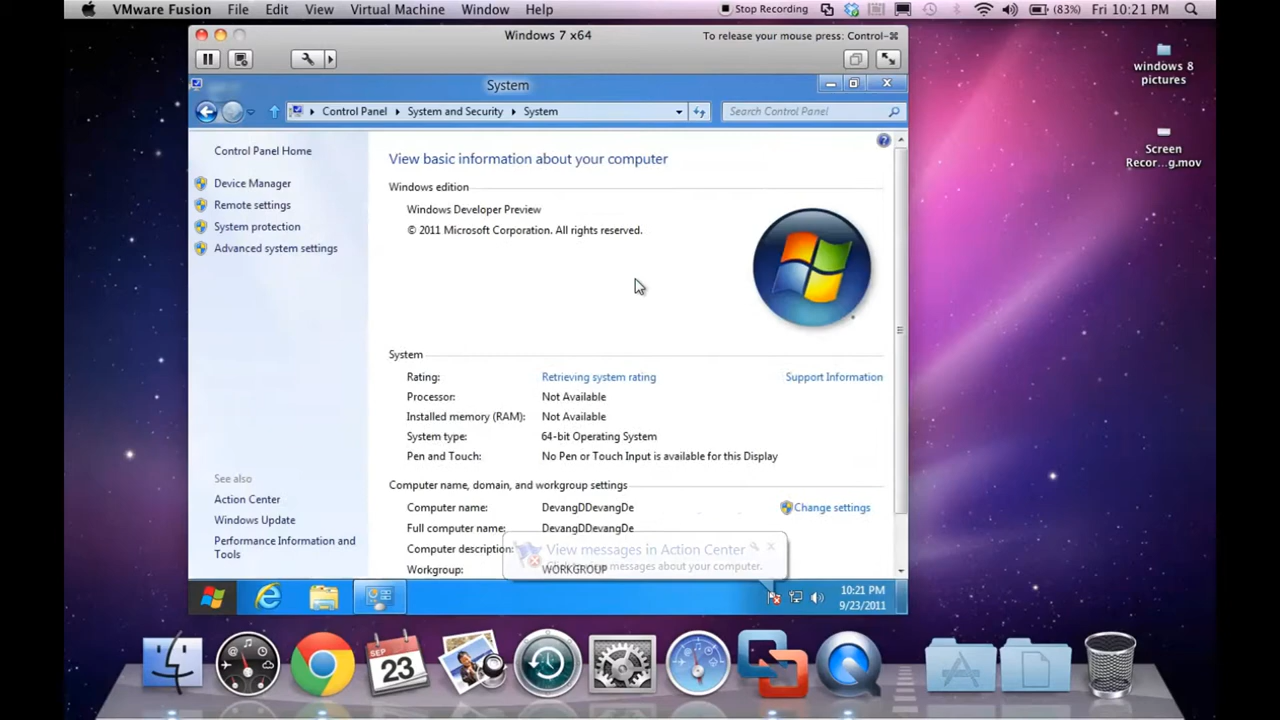 VMware Fusion File Edit View Virtual Machine Window Help Stop Recording (83%) Fri 10:21 PM
windows 8
pictures
Screen
Recor...g.mov
Windows 7 x64 To release your mouse press: Control-⌘
System
Control Panel System and Security System Search Control Panel
Control Panel Home
Device Manager
Remote settings
System protection
Advanced system settings
See also
Action Center
Windows Update
Performance Information and
Tools
View basic information about your computer
Windows edition
Windows Developer Preview
© 2011 Microsoft Corporation. All rights reserved.
System
Rating: Retrieving system rating Support Information
Processor: Not Available
Installed memory (RAM): Not Available
System type: 64-bit Operating System
Pen and Touch: No Pen or Touch Input is available for this Display
Computer name, domain, and workgroup settings
Computer name: DevangDDevangDe Change settings
Full computer name: DevangDDevangDe
Computer description:
Workgroup: WORKGROUP
View messages in Action Center
messages about your computer.
10:21 PM
9/23/2011
SEP
23